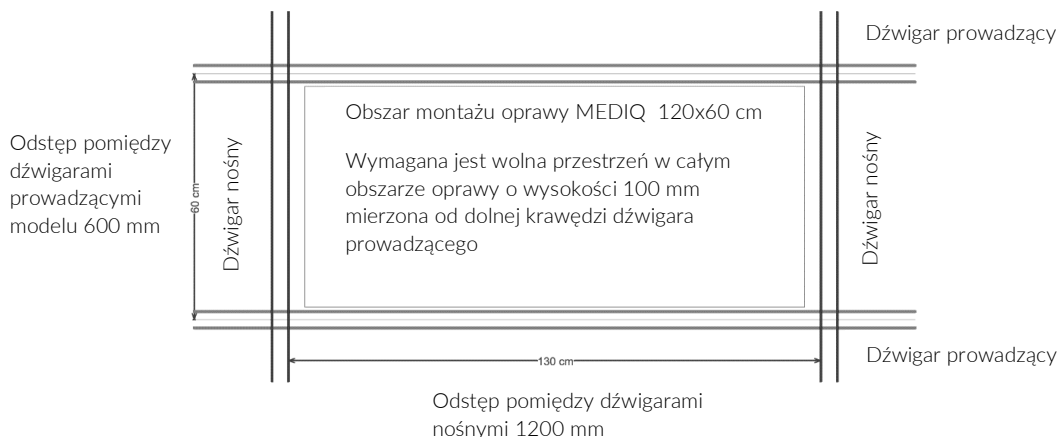 Dźwigar prowadzący
Obszar montażu oprawy MEDIQ 120x60 cm
Odstęp pomiędzy
dźwigarami
prowadzącymi
modelu 600 mm
60 cm
Dźwigar nośny
Wymagana jest wolna przestrzeń w całym
obszarze oprawy o wysokości 100 mm
mierzona od dolnej krawędzi dźwigara
prowadzącego
Dźwigar nośny
Dźwigar prowadzący
130 cm
Odstęp pomiędzy dźwigarami
nośnymi 1200 mm